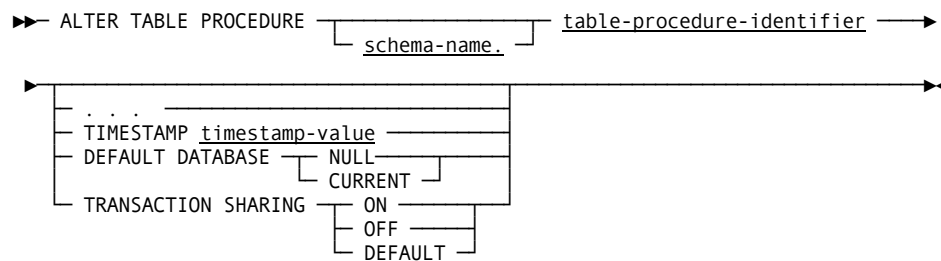 ALTER TABLE PROCEDURE table-procedure-identifier
schema-name.
. . .
TIMESTAMP timestamp-value
DEFAULT DATABASE NULL
CURRENT
TRANSACTION SHARING ON
OFF
DEFAULT